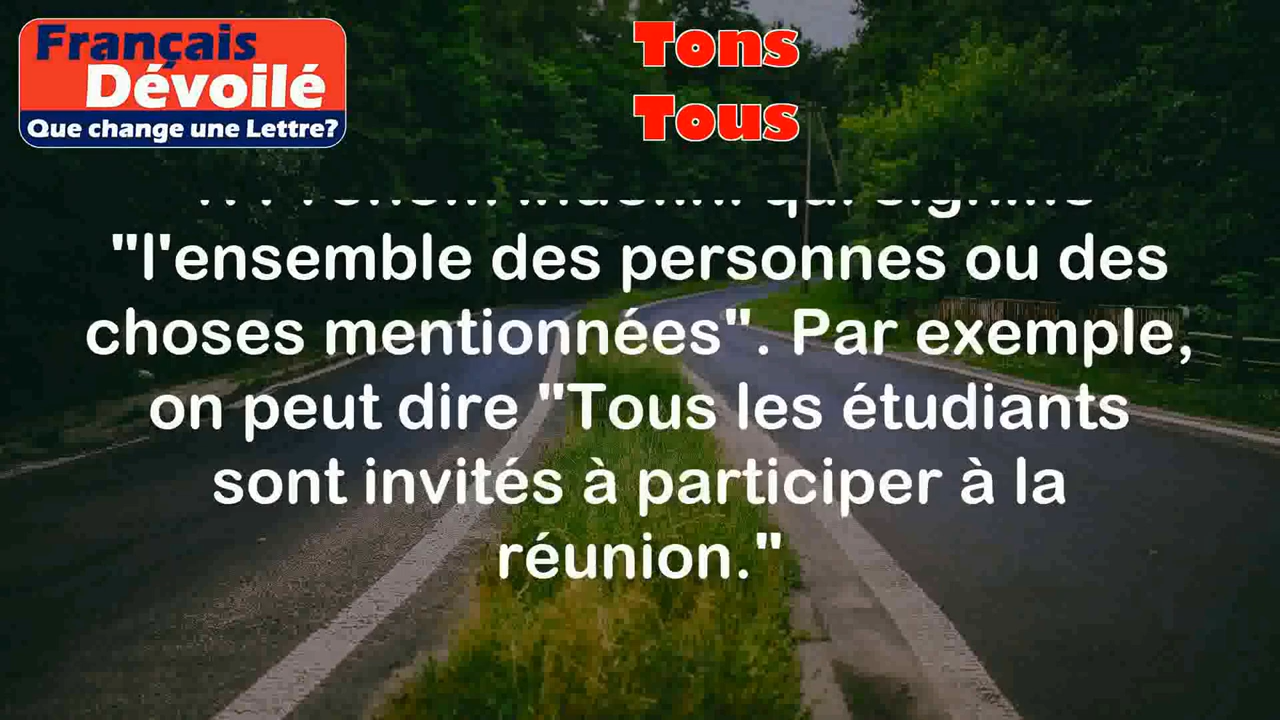 Français
Dévoilé
Que change une Lettre?
Tons
Tous
"l'ensemble des personnes ou des
choses mentionnées". Par exemple,
on peut dire "Tous les étudiants
sont invités à participer à la
réunion."